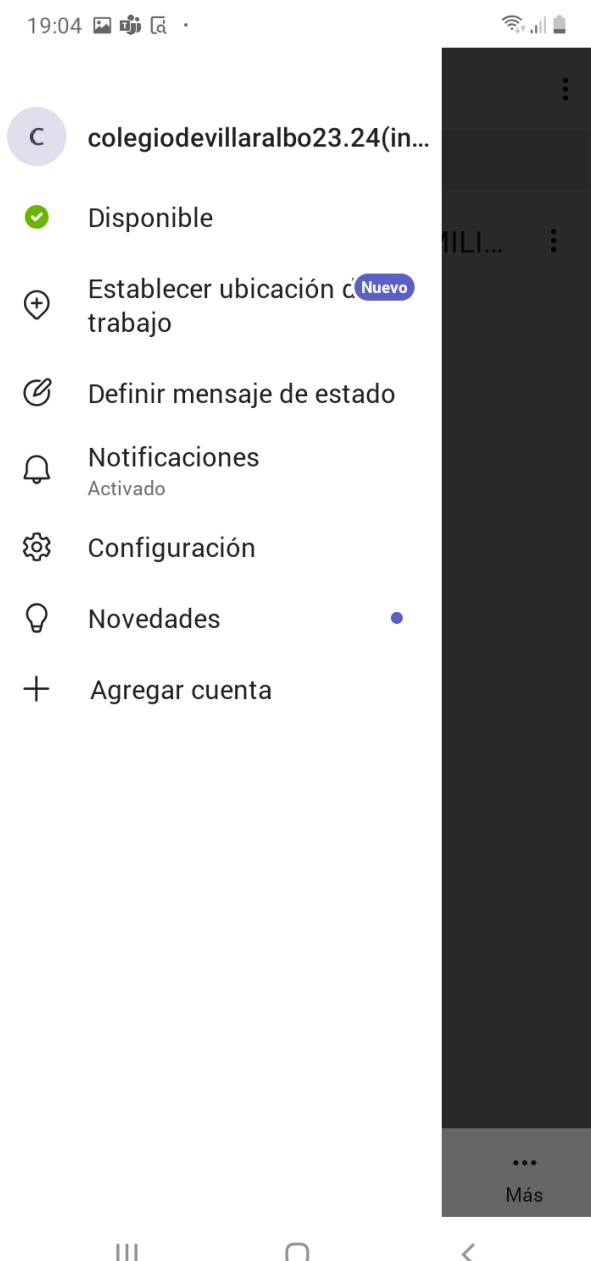 19:04
C
colegiodevillaralbo23.24(in...
Disponible
Establecer ubicación
Nuevo
trabajo
Definir mensaje de estado
Notificaciones
Activado
Configuración
Novedades
Agregar cuenta
ILI...
Más